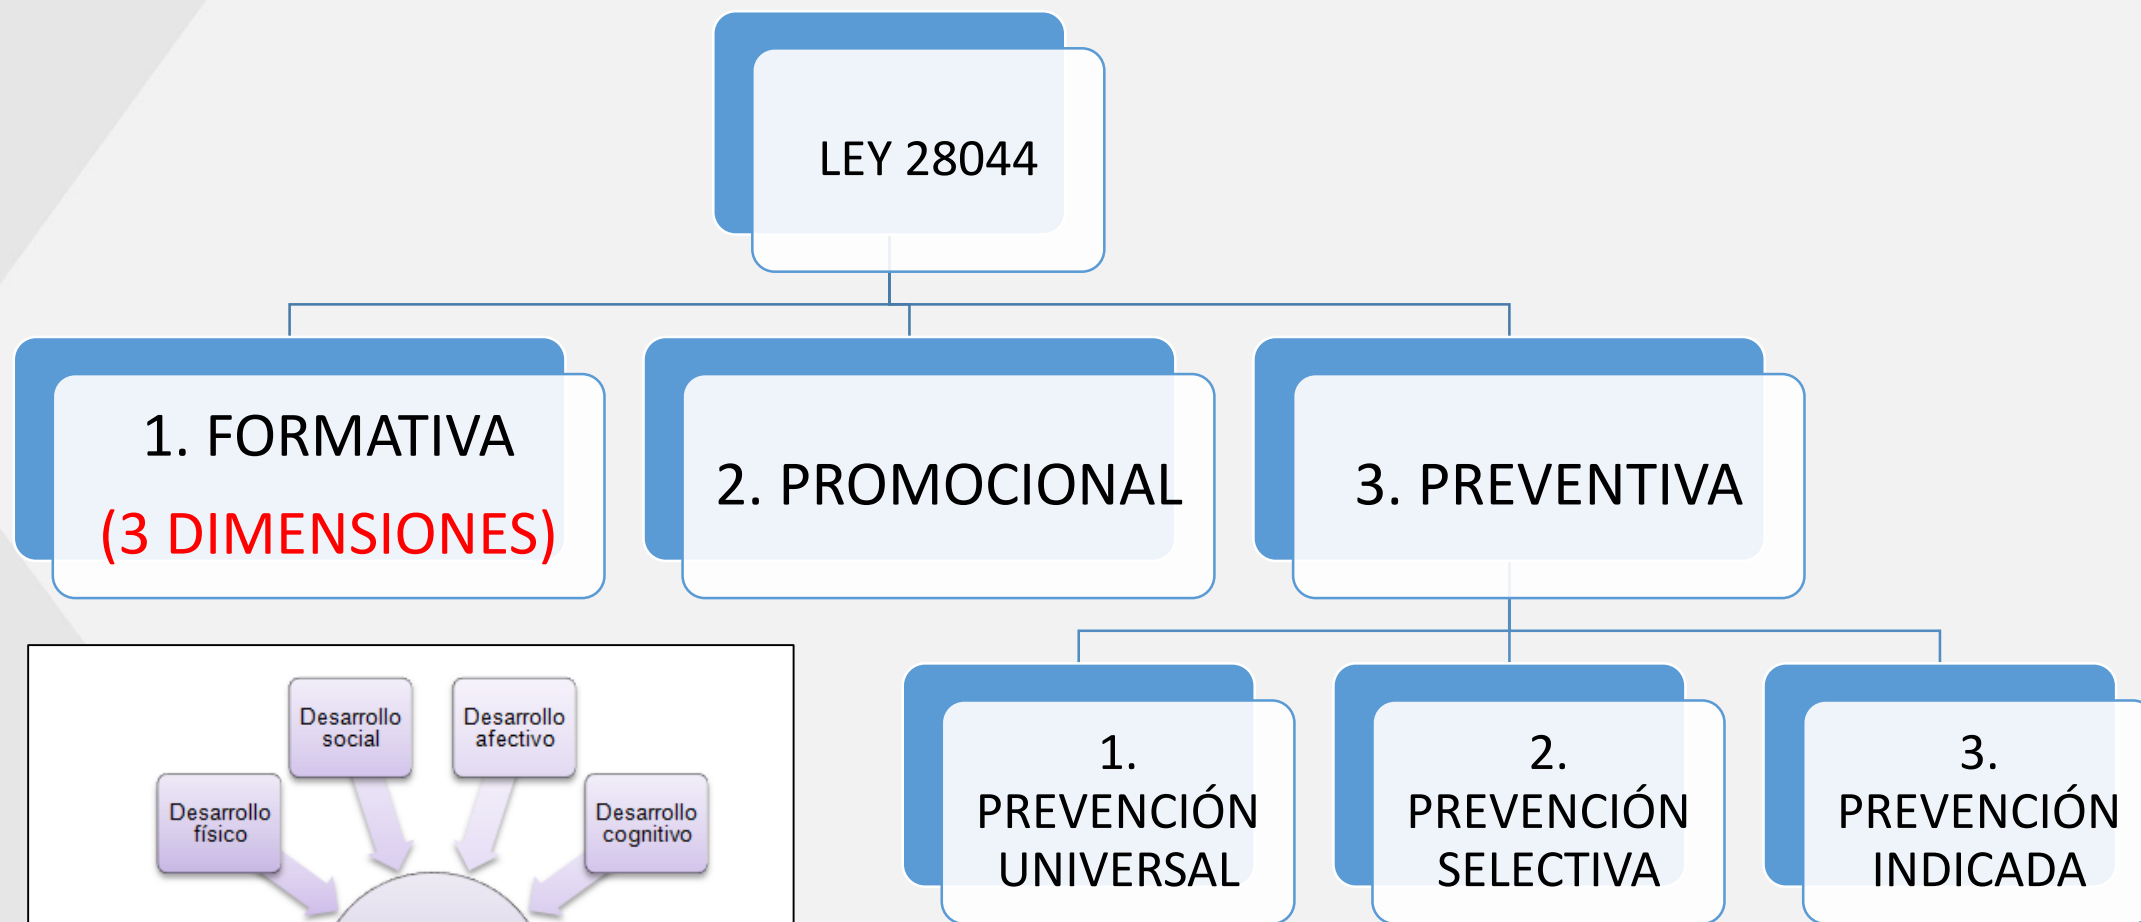 LEY 28044
1. FORMATIVA
(3 DIMENSIONES)
2. PROMOCIONAL
3. PREVENTIVA
Desarrollo
social
Desarrollo
afectivo
Desarrollo
físico
Desarrollo
cognitivo
1.
PREVENCIÓN
UNIVERSAL
2.
PREVENCIÓN
SELECTIVA
3.
PREVENCIÓN
INDICADA